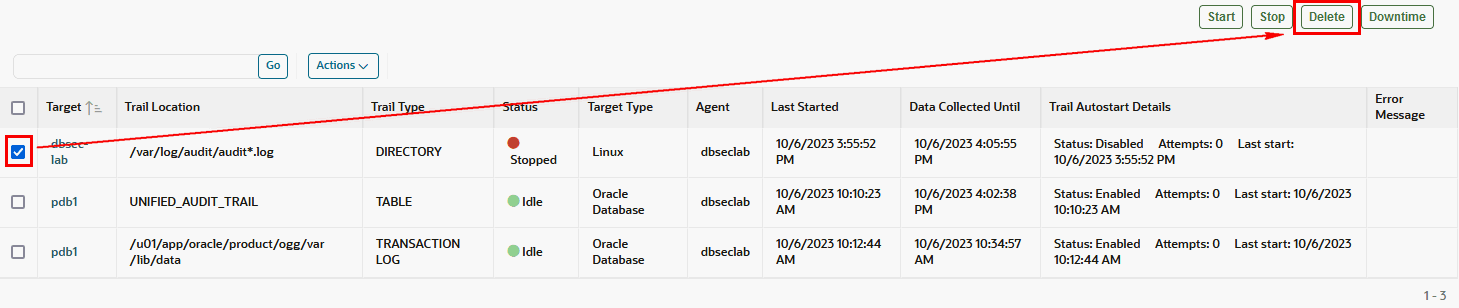 Start Stop Delete Downtime
Go Actions
Target Trail Location Trail Type Status Target Type Agent Last Started Data Collected Until Trail Autostart Details Error
Message
dbsec-
lab
/var/log/audit/audit*.log
DIRECTORY
Stopped
Linux
dbseclab
10/6/2023 3:55:52
PM
10/6/2023 4:05:55
PM
Status: Disabled Attempts: 0 Last start:
10/6/2023 3:55:52 PM
pdb1
UNIFIED_AUDIT_TRAIL
TABLE
Idle
Oracle
Database
dbseclab
10/6/2023 10:10:23
AM
10/6/2023 4:02:38
PM
Status: Enabled Attempts: 0 Last start: 10/6/2023
10:10:23 AM
pdb1
/u01/app/oracle/product/ogg/var
/lib/data
TRANSACTION
LOG
Idle
Oracle
Database
dbseclab
10/6/2023 10:12:44
AM
10/6/2023 10:34:57
AM
Status: Enabled Attempts: 0 Last start: 10/6/2023
10:12:44 AM
1 - 3